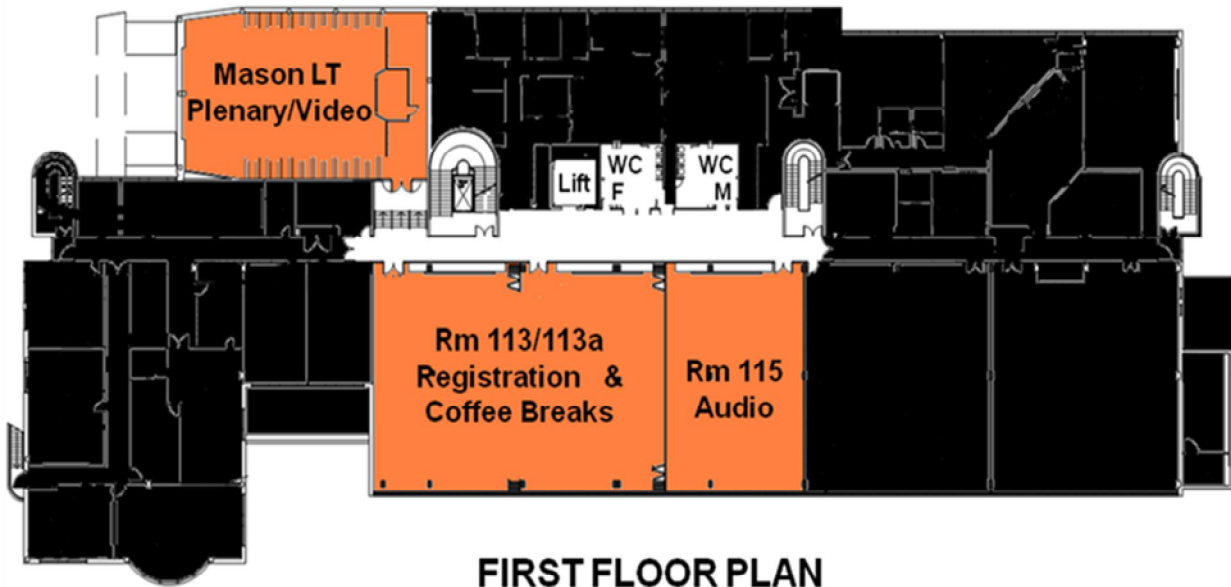 Mason LT
Plenary/Video
Lift
WC
F
WC
M
Rm 113/113a
Registration &
Coffee Breaks
Rm 115
Audio
FIRST FLOOR PLAN